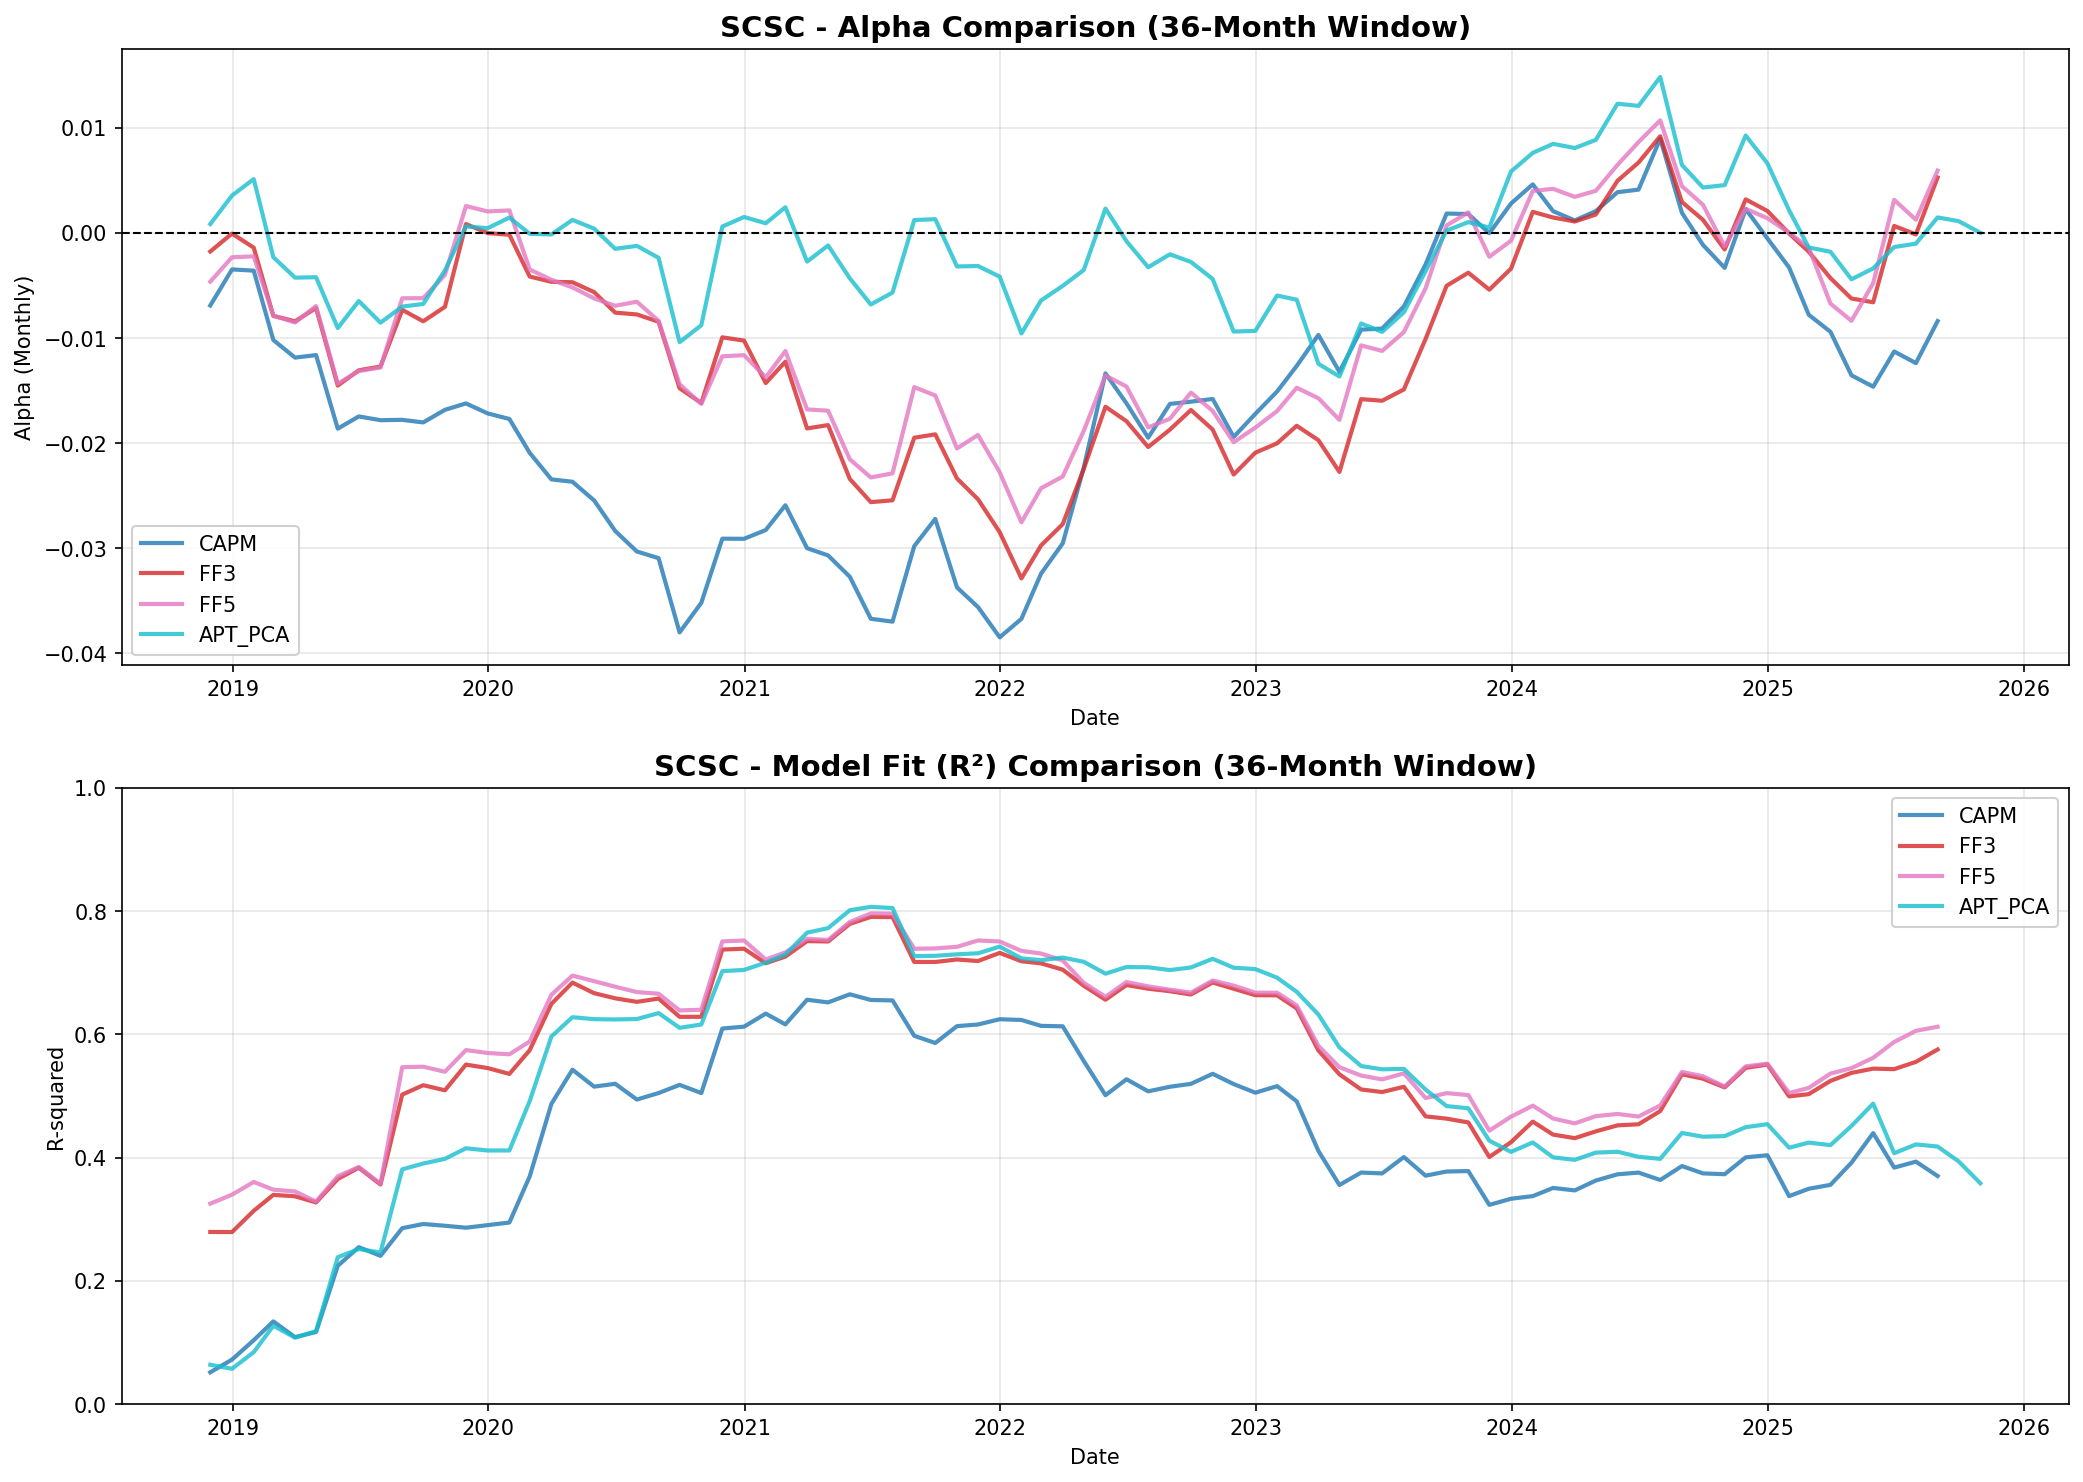 SCSC - Alpha Comparison (36-Month Window)
Alpha (Monthly)
0.01
0.00
−0.01
−0.02
−0.03
−0.04
CAPM
FF3
FF5
APT_PCA
2019 2020 2021 2022 2023 2024 2025 2026
Date
SCSC - Model Fit (R²) Comparison (36-Month Window)
R-squared
1.0
0.8
0.6
0.4
0.2
0.0
CAPM
FF3
FF5
APT_PCA
2019 2020 2021 2022 2023 2024 2025 2026
Date